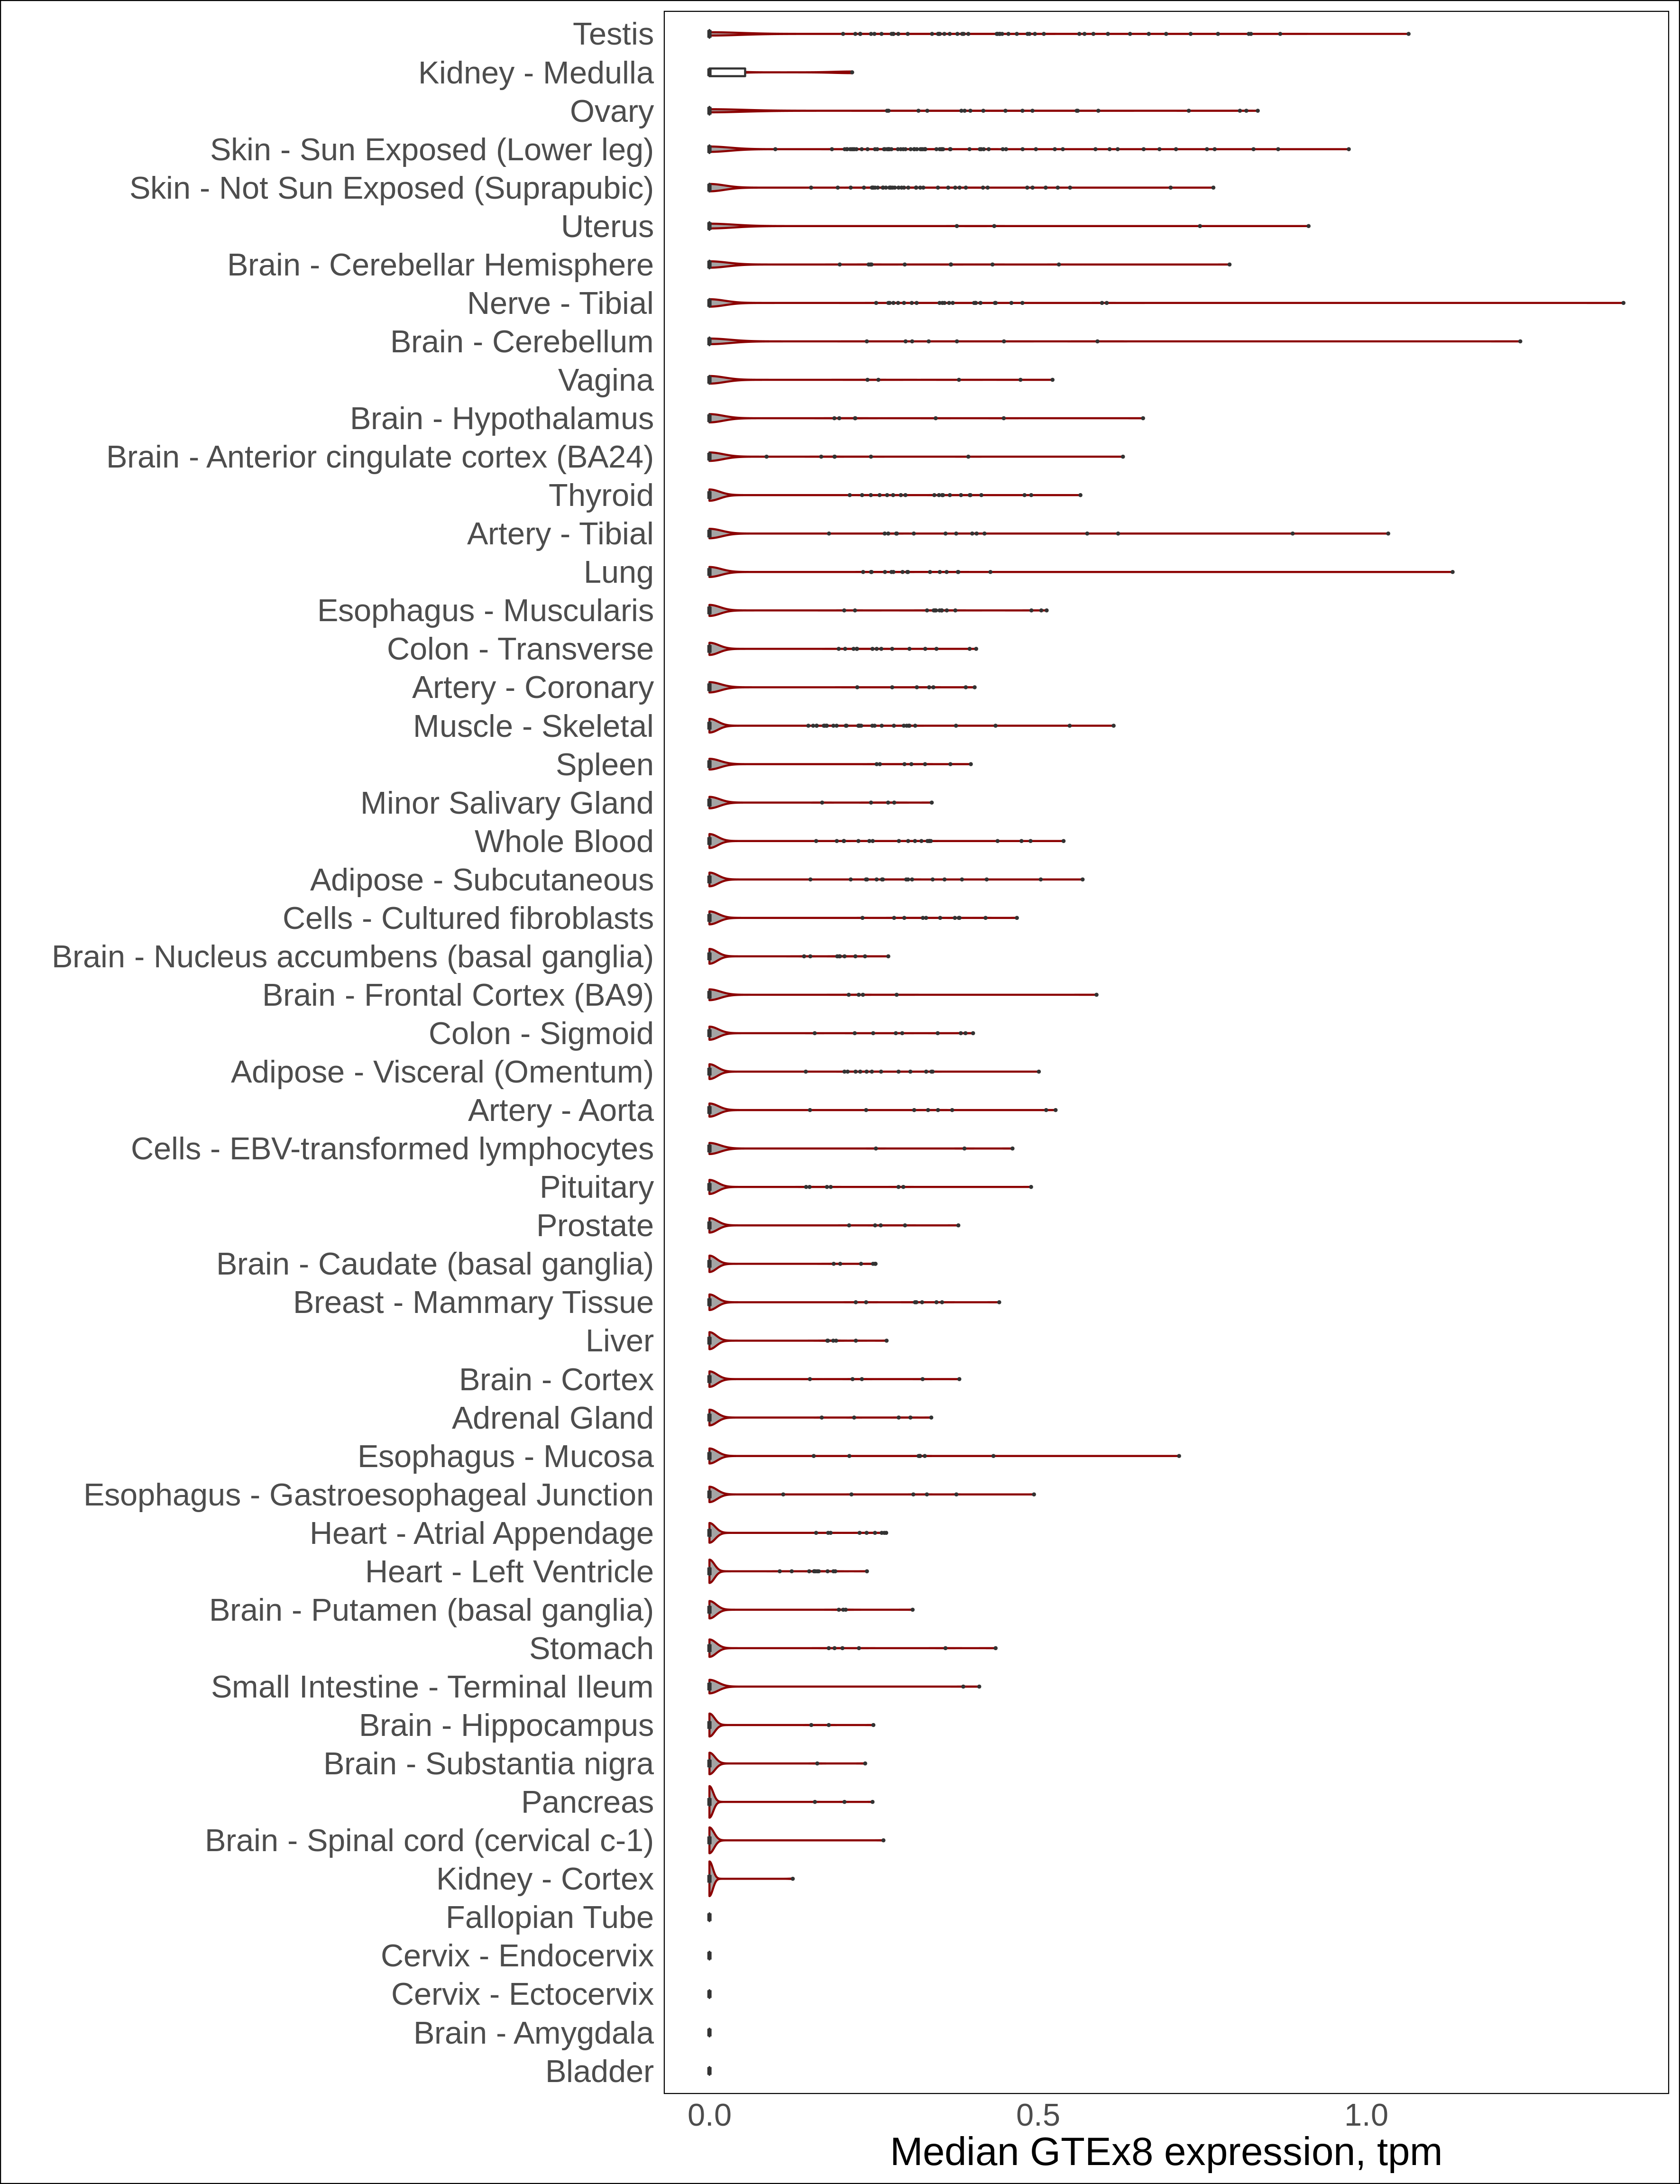 Testis
Kidney - Medulla
Ovary
Skin - Sun Exposed (Lower leg)
Skin - Not Sun Exposed (Suprapubic)
Uterus
Brain - Cerebellar Hemisphere
Nerve - Tibial
Brain - Cerebellum
Vagina
Brain - Hypothalamus
Brain - Anterior cingulate cortex (BA24)
Thyroid
Artery - Tibial
Lung
Esophagus - Muscularis
Colon - Transverse
Artery - Coronary
Muscle - Skeletal
Spleen
Minor Salivary Gland
Whole Blood
Adipose - Subcutaneous
Cells - Cultured fibroblasts
Brain - Nucleus accumbens (basal ganglia)
Brain - Frontal Cortex (BA9)
Colon - Sigmoid
Adipose - Visceral (Omentum)
Artery - Aorta
Cells - EBV-transformed lymphocytes
Pituitary
Prostate
Brain - Caudate (basal ganglia)
Breast - Mammary Tissue
Liver
Brain - Cortex
Adrenal Gland
Esophagus - Mucosa
Esophagus - Gastroesophageal Junction
Heart - Atrial Appendage
Heart - Left Ventricle
Brain - Putamen (basal ganglia)
Stomach
Small Intestine - Terminal Ileum
Brain - Hippocampus
Brain - Substantia nigra
Pancreas
Brain - Spinal cord (cervical c-1)
Kidney - Cortex
Fallopian Tube
Cervix - Endocervix
Cervix - Ectocervix
Brain - Amygdala
Bladder
0.0 0.5 1.0
Median GTEx8 expression, tpm